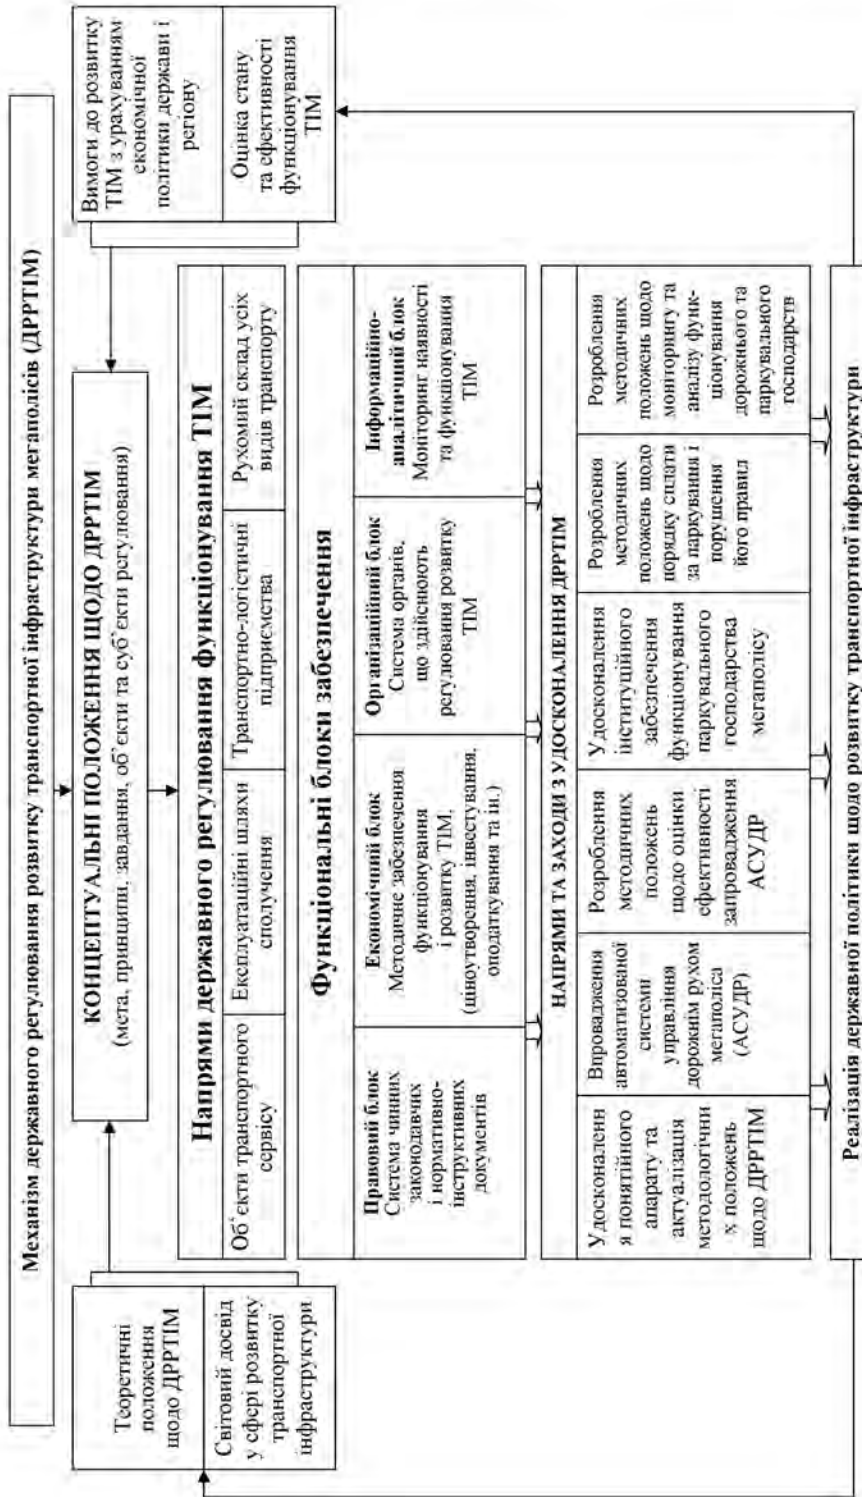 Механізм державного регулювання розвитку транспортної інфраструктури мегаполісів (ДРРТІМ)
Теоретичні
положення
щодо ДРРТІМ
Світовий досвід
у сфері розвитку
транспортної
інфраструктури
КОНЦЕПТУАЛЬНІ ПОЛОЖЕННЯ ЩОДО ДРРТІМ
(мета, принципи, завдання, об`єкти та суб`єкти регулювання)
Вимоги до розвитку
ТІМ з урахуванням
економічної
політики держави і
регіону
Оцінка стану
та ефективності
функціонування
ТІМ
Напрями державного регулювання функціонування ТІМ
Об`єкти транспортного
сервісу
Експлуатаційні шляхи
сполучення
Транспортно-логістичні
підприємства
Рухомий склад усіх
видів транспорту
Функціональні блоки забезпечення
Правовий блок
Система чинних
законодавчих
і нормативно-
інструктивних
документів
Економічний блок
Методичне забезпечення
функціонування
і розвитку ТІМ:
(ціноутворення, інвестування,
оподаткування та ін.)
Організаційний блок
Система органів,
що здійснюють
регулювання розвитку
ТІМ
Інформаційно-
аналітичний блок
Моніторинг наявності
та функціонування
ТІМ
НАПРЯМИ ТА ЗАХОДИ З УДОСКОНАЛЕННЯ ДРРТІМ
Удосконаленн
я понятійного
апарату та
актуалізація
методологічни
х положень
щодо ДРРТІМ
Впровадження
автоматизованої
системи
управління
дорожнім рухом
мегаполіса
(АСУДР)
Розроблення
методичних
положень
щодо оцінки
ефективності
запровадження
АСУДР
Удосконалення
інституційного
забезпечення
функціонування
паркувального
господарства
мегаполісу
Розроблення
методичних
положень щодо
порядку сплати
за паркування і
порушення
його правил
Розроблення
методичних
положень щодо
моніторингу та
аналізу функ-
ціонування
дорожнього та
паркувального
господарств
Реалізація державної політики щодо розвитку транспортної інфраструктури